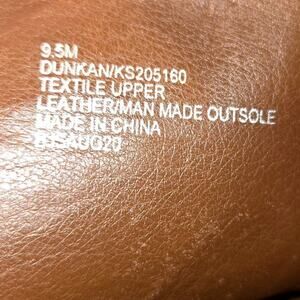 9.5M
DUNKAN/KS205160
TEXTILE UPPER
LEATHER/MAN MADE OUTSOLE
MADE IN CHINA